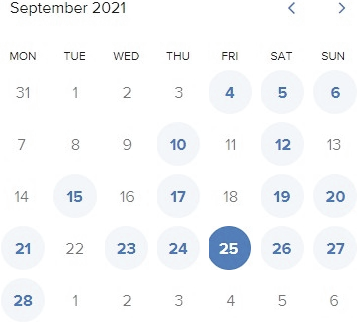 September 2021
MON TUE WED THU FRI SAT SUN
31 1 2 3 4 5 6
7 8 9 10 11 12 13
14 15 16 17 18 19 20
21 22 23 24 25 26 27
28 1 2 3 4 5 6